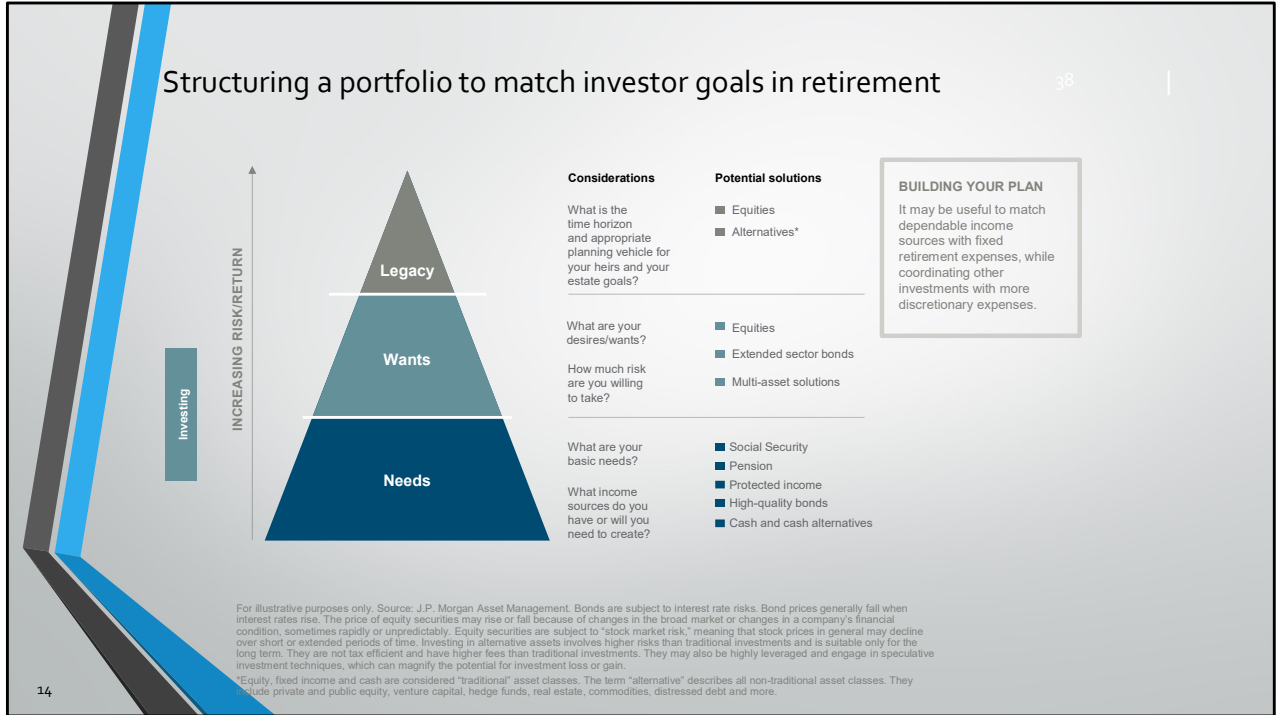 Structuring a portfolio to match investor goals in retirement
38
Investing
INCREASING RISK/RETURN
Legacy
Wants
Needs
Considerations
What is the
time horizon
and appropriate
planning vehicle for
your heirs and your
estate goals?
What are your
desires/wants?
How much risk
are you willing
to take?
What are your
basic needs?
What income
sources do you
have or will you
need to create?
Potential solutions
Equities
Alternatives*
Equities
Extended sector bonds
Multi-asset solutions
Social Security
Pension
Protected income
High-quality bonds
Cash and cash alternatives
BUILDING YOUR PLAN
It may be useful to match
dependable income
sources with fixed
retirement expenses, while
coordinating other
investments with more
discretionary expenses.
For illustrative purposes only. Source: J.P. Morgan Asset Management. Bonds are subject to interest rate risks. Bond prices generally fall when
interest rates rise. The price of equity securities may rise or fall because of changes in the broad market or changes in a company's financial
condition, sometimes rapidly or unpredictably. Equity securities are subject to “stock market risk,” meaning that stock prices in general may decline
over short or extended periods of time. Investing in alternative assets involves higher risks than traditional investments and is suitable only for the
long term. They are not tax efficient and have higher fees than traditional investments. They may also be highly leveraged and engage in speculative
investment techniques, which can magnify the potential for investment loss or gain.
*Equity, fixed income and cash are considered “traditional” asset classes. The term “alternative” describes all non-traditional asset classes. They
include private and public equity, venture capital, hedge funds, real estate, commodities, distressed debt and more.
14